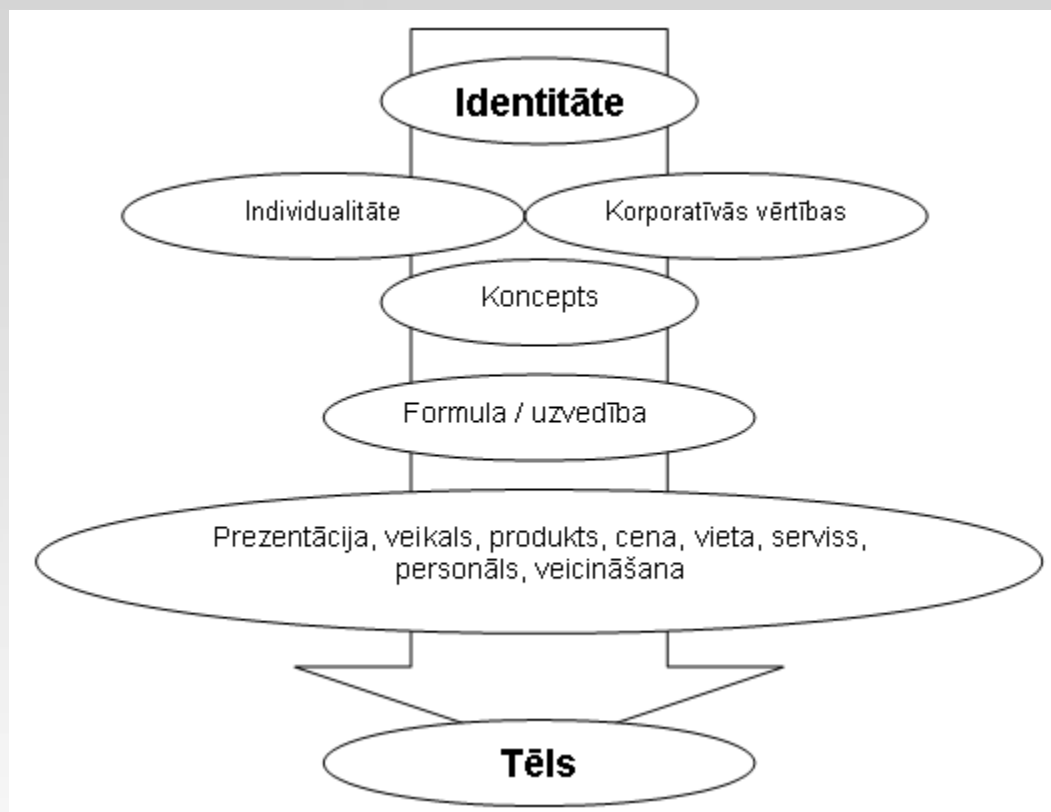 Identitāte
Individualitāte
Korporatīvās vērtības
Koncepts
Formula / uzvedība
Prezentācija, veikals, produkts, cena, vieta, serviss,
personāls, veicināšana
Tēls